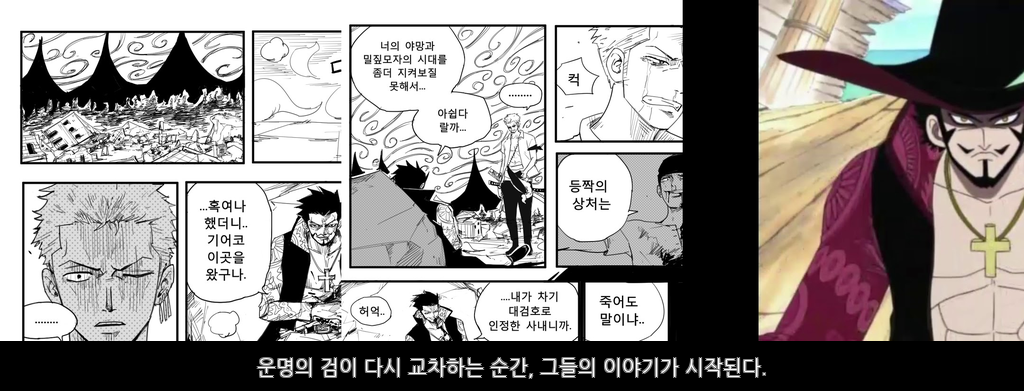 너의 야망과
밀짚모자의 시대를
좀더 지켜보질
못해서...
아쉽다
랄까...
........
컥
등짝의
상처는
........
...혹여나
했더니..
기어코
이곳을
왔구나.
허억..
....내가 차기
대검호로
인정한 사내니까.
죽어도
말이냐..
운명의 검이 다시 교차하는 순간, 그들의 이야기가 시작된다.